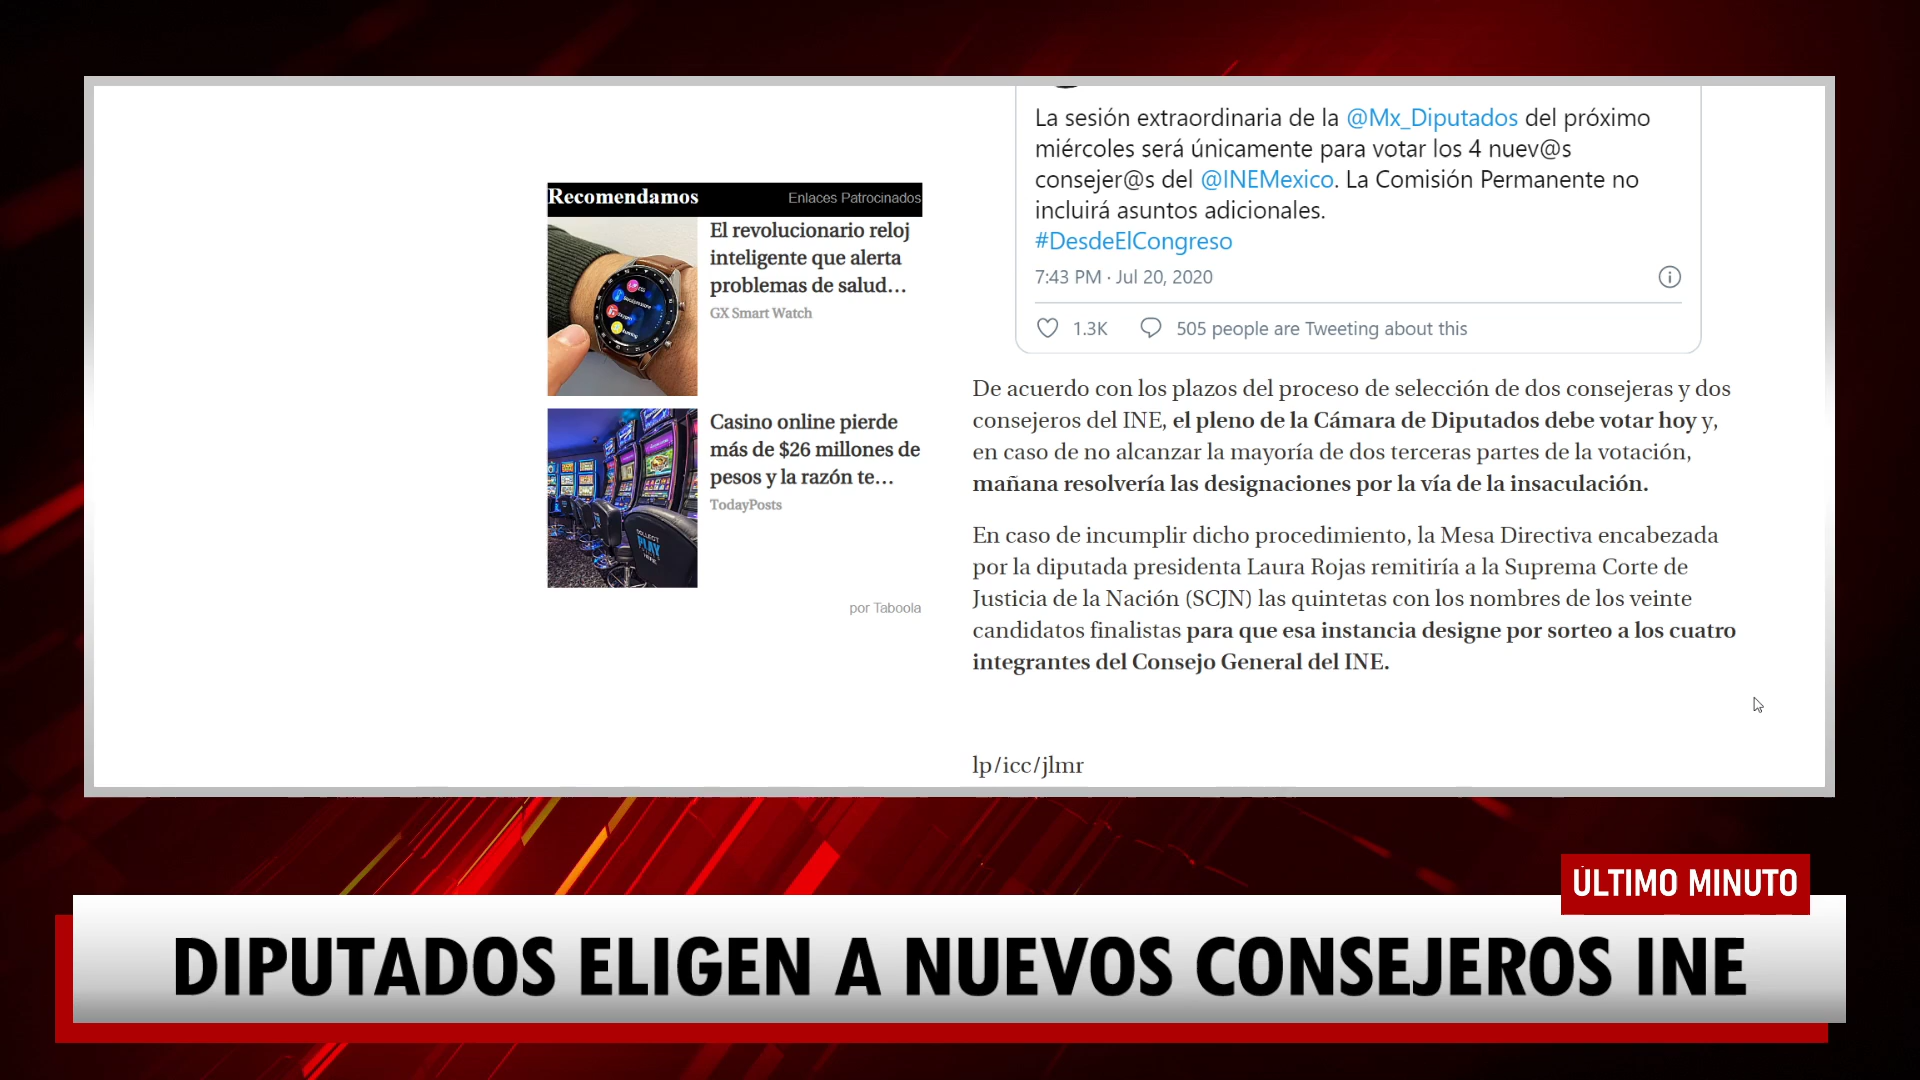 La sesión extraordinaria de la @Mx_Diputados del próximo
miércoles será únicamente para votar los 4 nuev@s
consejer@s del @INEMexico. La Comisión Permanente no
incluirá asuntos adicionales.
#DesdeElCongreso
7:43 PM · Jul 20, 2020
1.3K 505 people are Tweeting about this
Recomendamos Enlaces Patrocinados
El revolucionario reloj
inteligente que alerta
problemas de salud…
GX Smart Watch
Casino online pierde
más de $26 millones de
pesos y la razón te…
TodayPosts
COLLECT
PLAY
HERE
por Taboola
De acuerdo con los plazos del proceso de selección de dos consejeras y dos
consejeros del INE, el pleno de la Cámara de Diputados debe votar hoy y,
en caso de no alcanzar la mayoría de dos terceras partes de la votación,
mañana resolvería las designaciones por la vía de la insaculación.
En caso de incumplir dicho procedimiento, la Mesa Directiva encabezada
por la diputada presidenta Laura Rojas remitiría a la Suprema Corte de
Justicia de la Nación (SCJN) las quintetas con los nombres de los veinte
candidatos finalistas para que esa instancia designe por sorteo a los cuatro
integrantes del Consejo General del INE.
lp/icc/jlmr
ÚLTIMO MINUTO
DIPUTADOS ELIGEN A NUEVOS CONSEJEROS INE